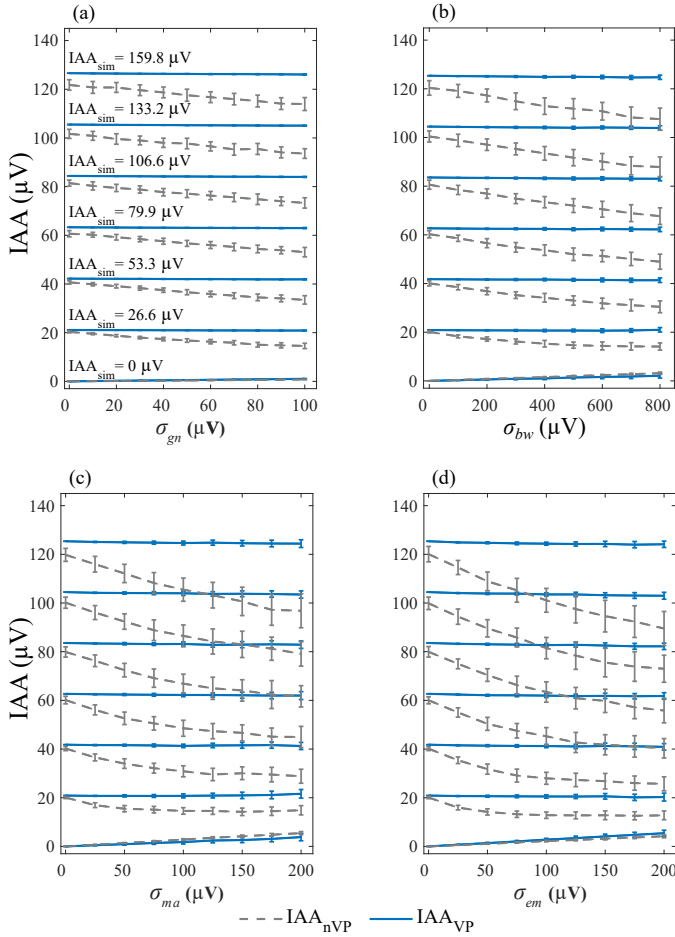 (a)
(b)
140
120
100
80
60
40
20
0
IAA (μV)
IAA_sim = 159.8 μV
IAA_sim = 133.2 μV
IAA_sim = 106.6 μV
IAA_sim = 79.9 μV
IAA_sim = 53.3 μV
IAA_sim = 26.6 μV
IAA_sim = 0 μV
0 20 40 60 80 100
σ_gn (μV)
140
120
100
80
60
40
20
0
0 200 400 600 800
σ_bw (μV)
(c)
(d)
140
120
100
80
60
40
20
0
IAA (μV)
0 50 100 150 200
σ_ma (μV)
140
120
100
80
60
40
20
0
0 50 100 150 200
σ_em (μV)
IAA_nVP IAA_VP